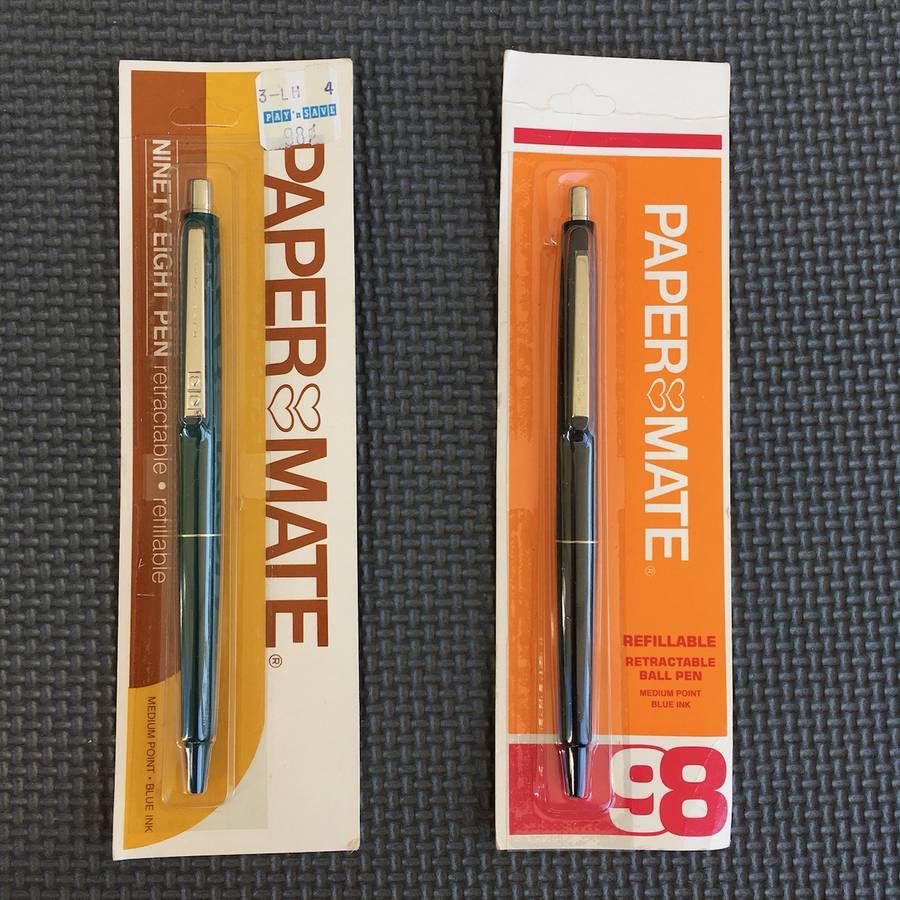 3-LH 4
PAY'n SAVE
98¢
NINETY EIGHT PEN retractable • refillable
PAPER MATE ®
MEDIUM POINT • BLUE INK
PAPER MATE ®
REFILLABLE
RETRACTABLE
BALL PEN
MEDIUM POINT
BLUE INK
98